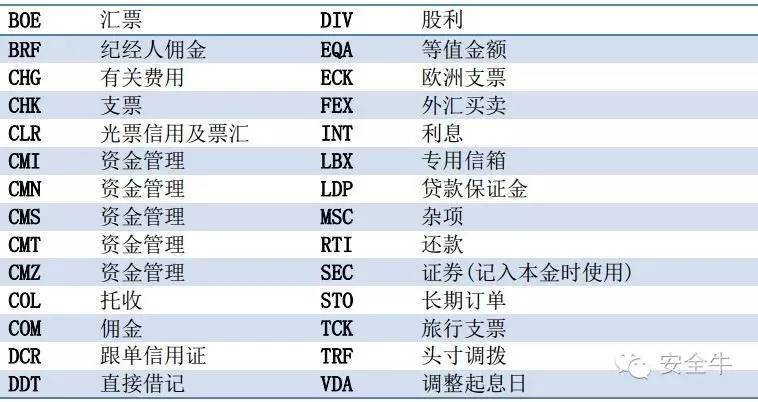 BOE 汇票 DIV 股利
BRF 纪经人佣金 EQA 等值金额
CHG 有关费用 ECK 欧洲支票
CHK 支票 FEX 外汇买卖
CLR 光票信用及票汇 INT 利息
CMI 资金管理 LBX 专用信箱
CMN 资金管理 LDP 贷款保证金
CMS 资金管理 MSC 杂项
CMT 资金管理 RTI 还款
CMZ 资金管理 SEC 证券(记入本金时使用)
COL 托收 STO 长期订单
COM 佣金 TCK 旅行支票
DCR 跟单信用证 TRF 头寸调拨
DDT 直接借记 VDA 调整起息日
安全牛